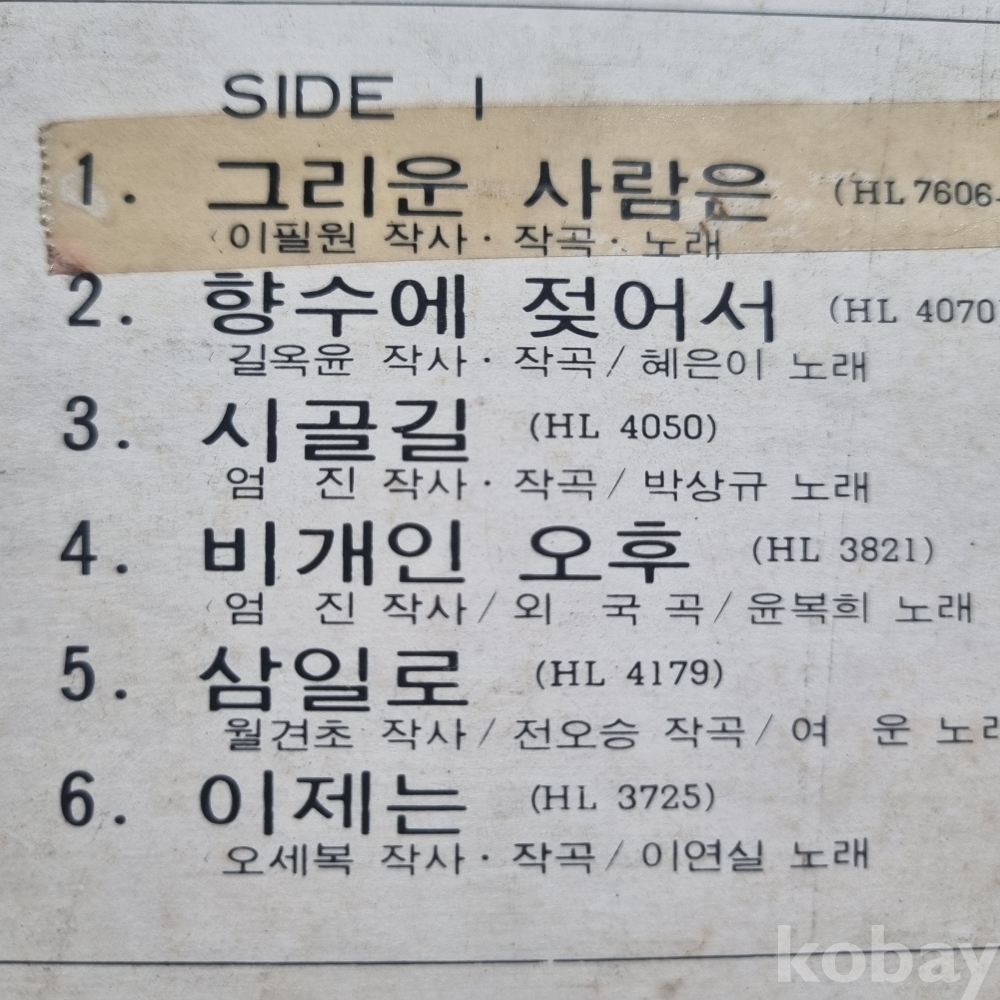 SIDE 1
1. 그리운 사람은 (HL 7606-
이필원 작사·작곡·노래
2. 향수에 젖어서 (HL 4070)
길옥윤 작사·작곡/혜은이 노래
3. 시골길 (HL 4050)
엄 진 작사·작곡/박상규 노래
4. 비개인 오후 (HL 3821)
엄 진 작사/외 국 곡/윤복희 노래
5. 삼일로 (HL 4179)
월견초 작사/전오승 작곡/여 운 노래
6. 이제는 (HL 3725)
오세복 작사·작곡/이연실 노래
kobay